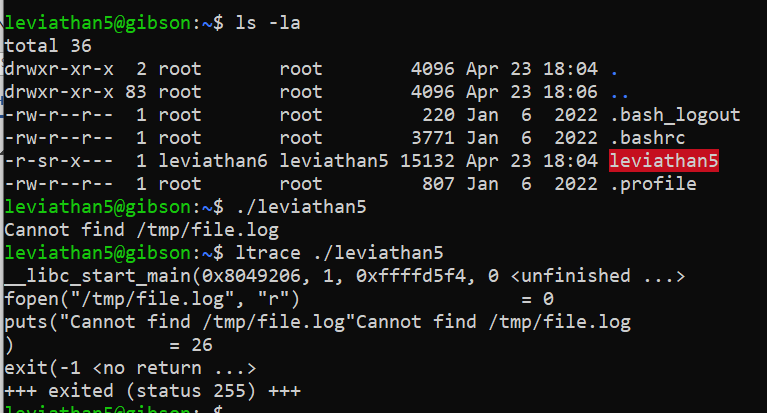 leviathan5@gibson:~$ ls -la
total 36
drwxr-xr-x  2 root       root        4096 Apr 23 18:04 .
drwxr-xr-x 83 root       root        4096 Apr 23 18:06 ..
-rw-r--r--  1 root       root         220 Jan  6  2022 .bash_logout
-rw-r--r--  1 root       root        3771 Jan  6  2022 .bashrc
-r-sr-x---  1 leviathan6 leviathan5 15132 Apr 23 18:04 leviathan5
-rw-r--r--  1 root       root         807 Jan  6  2022 .profile
leviathan5@gibson:~$ ./leviathan5
Cannot find /tmp/file.log
leviathan5@gibson:~$ ltrace ./leviathan5
__libc_start_main(0x8049206, 1, 0xffffd5f4, 0 <unfinished ...>
fopen("/tmp/file.log", "r")                      = 0
puts("Cannot find /tmp/file.log"Cannot find /tmp/file.log
)          = 26
exit(-1 <no return ...>
+++ exited (status 255) +++
leviathan5@gibson:~$